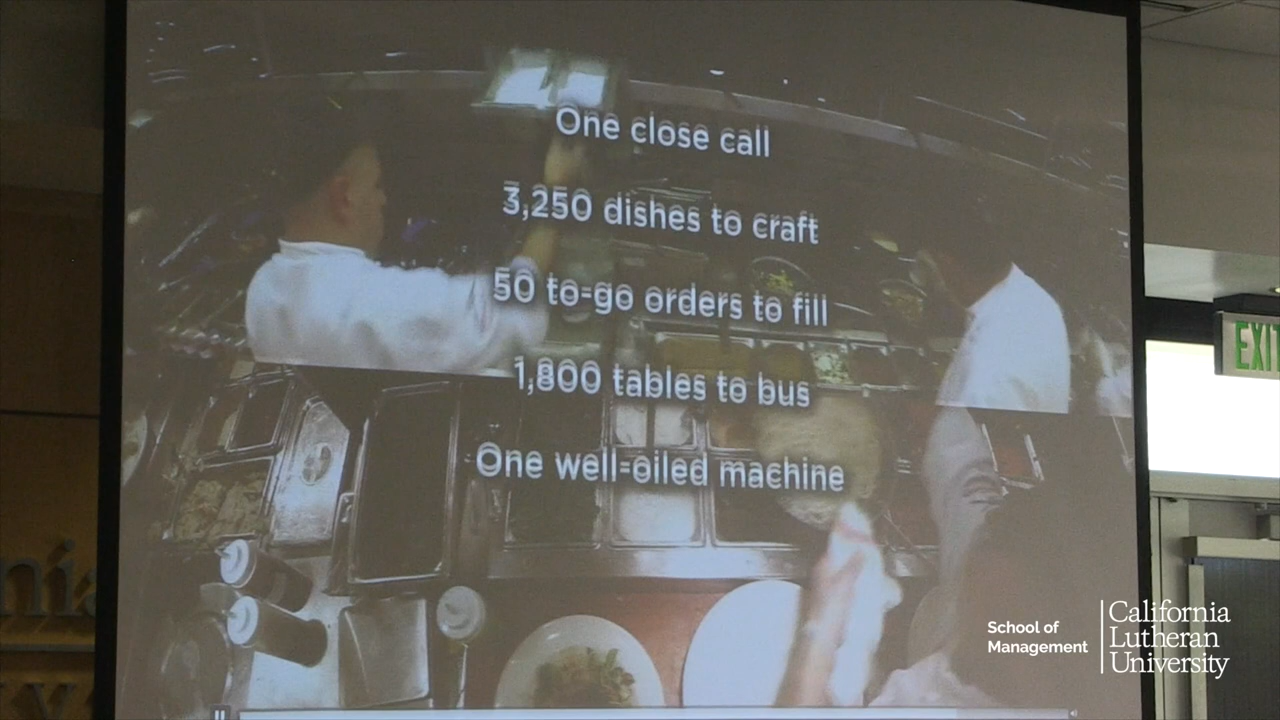 One close call
3,250 dishes to craft
50 to-go orders to fill
1,800 tables to bus
One well-oiled machine
EXIT
School of
Management
California
Lutheran
University